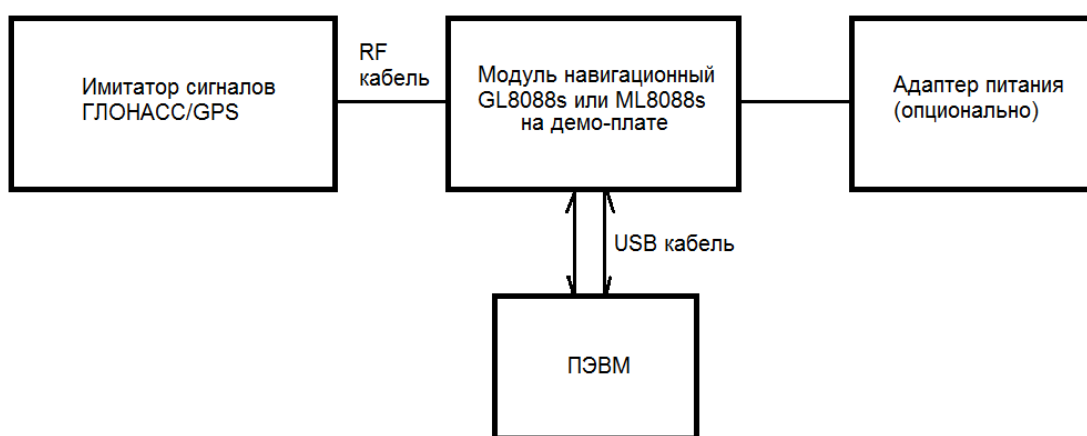 Имитатор сигналов
ГЛОНАСС/GPS
RF
кабель
Модуль навигационный
GL8088s или ML8088s
на демо-плате
Адаптер питания
(опционально)
USB кабель
ПЭВМ